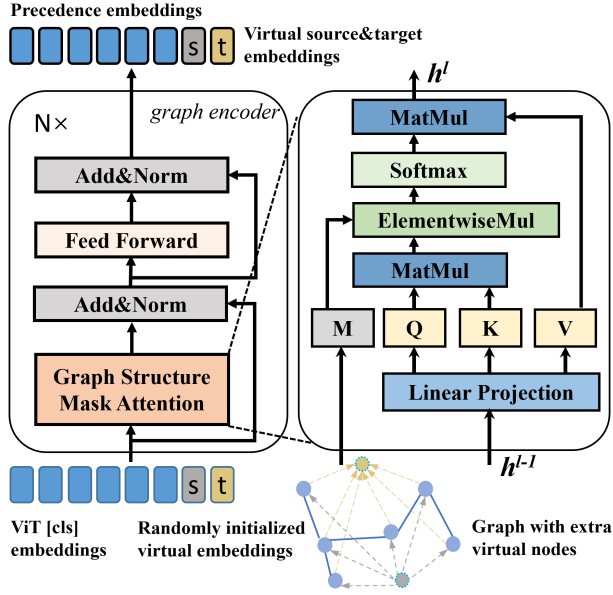 Precedence embeddings
Virtual source&target
embeddings
s t
N×
graph encoder
Add&Norm
Feed Forward
Add&Norm
Graph Structure
Mask Attention
s t
ViT [cls]
embeddings
Randomly initialized
virtual embeddings
h^l
MatMul
Softmax
ElementwiseMul
MatMul
M Q K V
Linear Projection
h^{l-1}
Graph with extra
virtual nodes